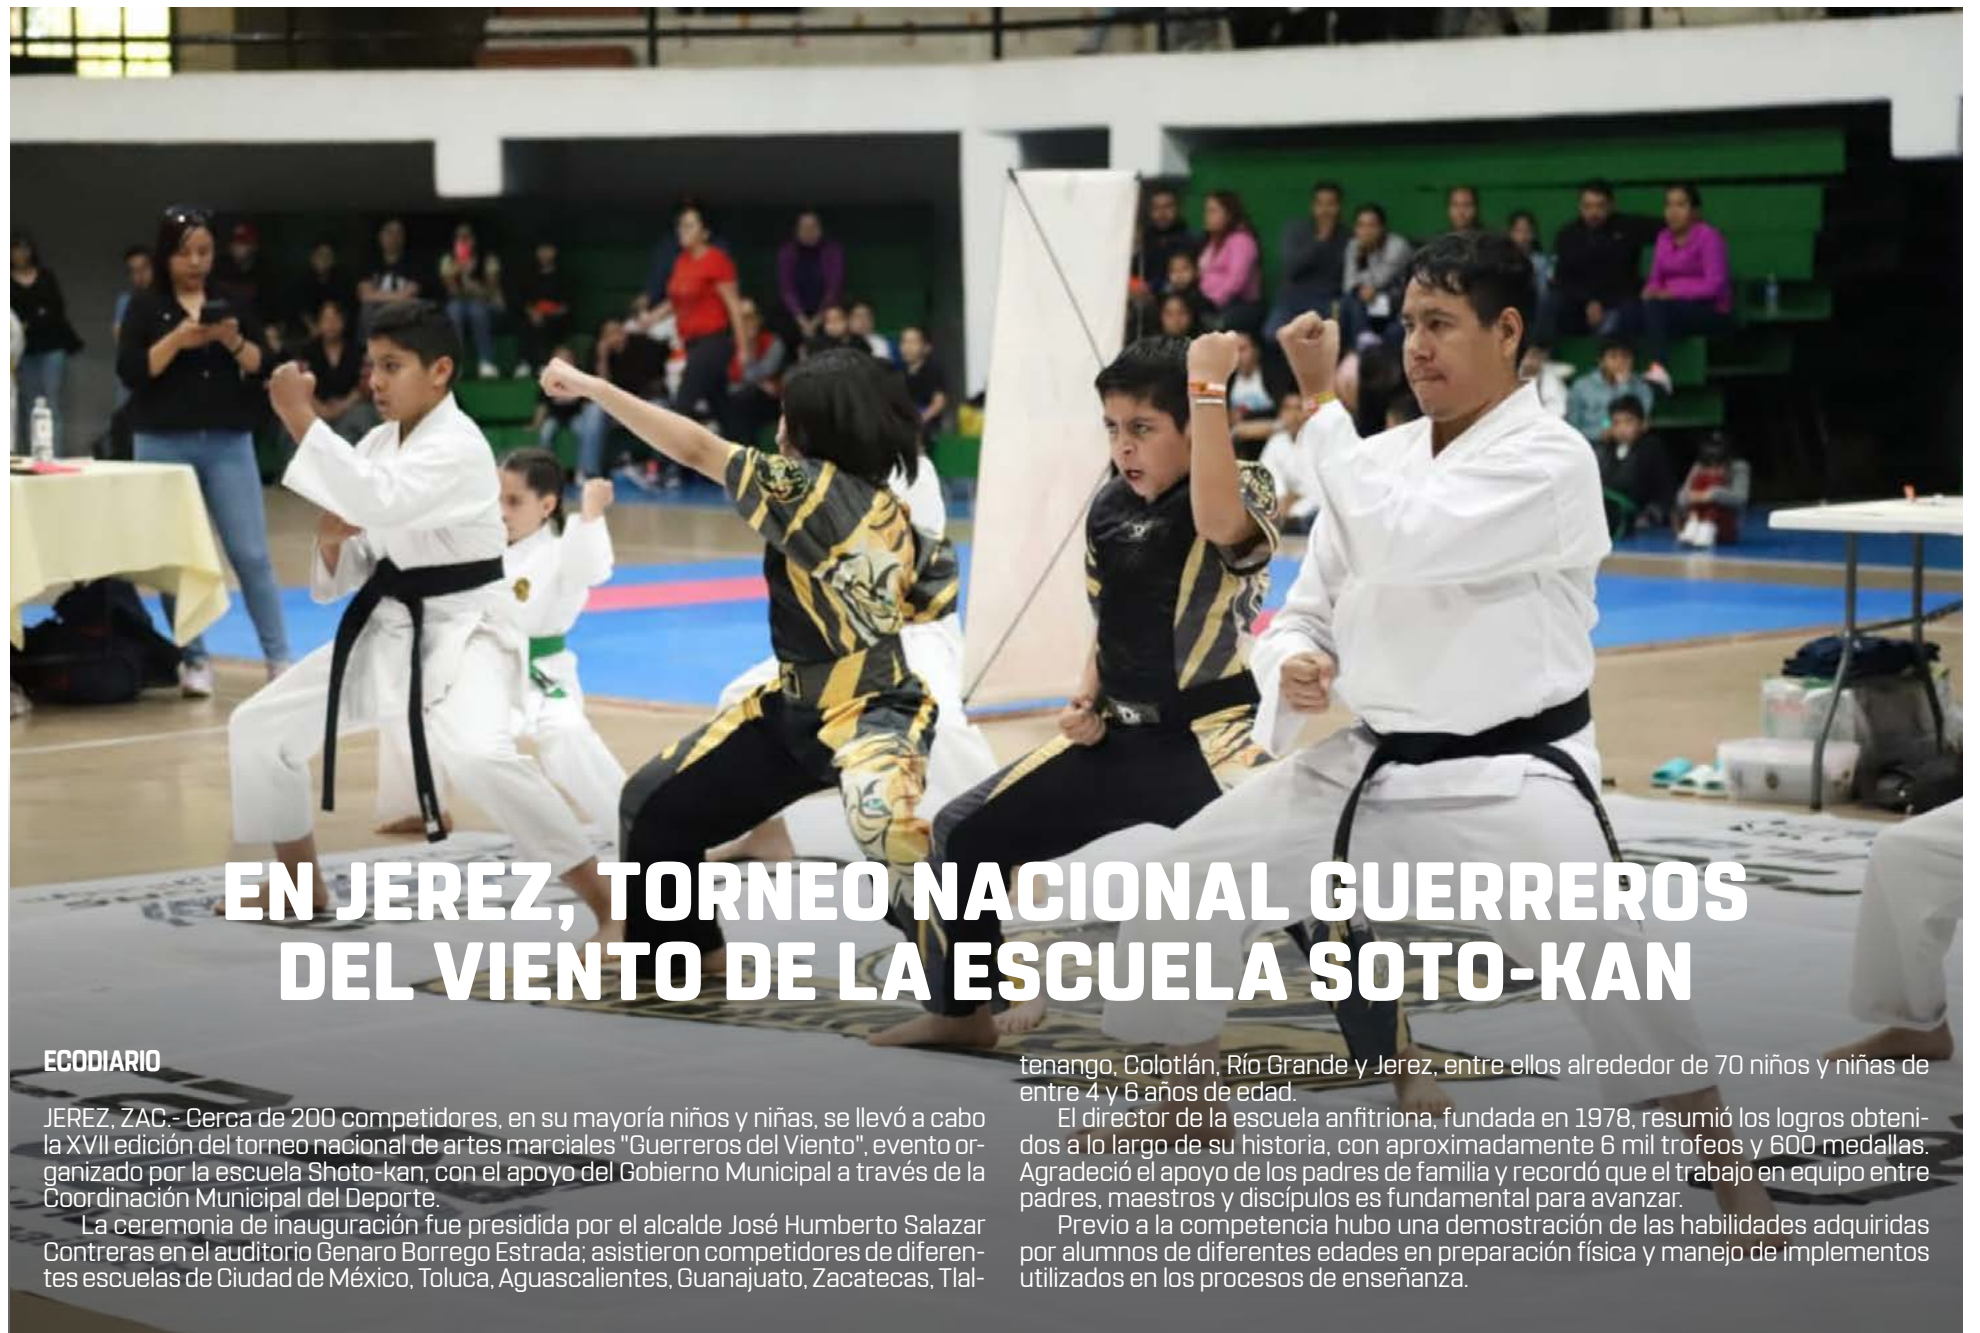 EN JEREZ, TORNEO NACIONAL GUERREROS
DEL VIENTO DE LA ESCUELA SOTO-KAN
ECODIARIO
JEREZ, ZAC.- Cerca de 200 competidores, en su mayoría niños y niñas, se llevó a cabo
la XVII edición del torneo nacional de artes marciales "Guerreros del Viento", evento or-
ganizado por la escuela Shoto-kan, con el apoyo del Gobierno Municipal a través de la
Coordinación Municipal del Deporte.
La ceremonia de inauguración fue presidida por el alcalde José Humberto Salazar
Contreras en el auditorio Genaro Borrego Estrada; asistieron competidores de diferen-
tes escuelas de Ciudad de México, Toluca, Aguascalientes, Guanajuato, Zacatecas, Tlal-
tenango, Colotlán, Río Grande y Jerez, entre ellos alrededor de 70 niños y niñas de
entre 4 y 6 años de edad.
El director de la escuela anfitriona, fundada en 1978, resumió los logros obteni-
dos a lo largo de su historia, con aproximadamente 6 mil trofeos y 600 medallas.
Agradeció el apoyo de los padres de familia y recordó que el trabajo en equipo entre
padres, maestros y discípulos es fundamental para avanzar.
Previo a la competencia hubo una demostración de las habilidades adquiridas
por alumnos de diferentes edades en preparación física y manejo de implementos
utilizados en los procesos de enseñanza.